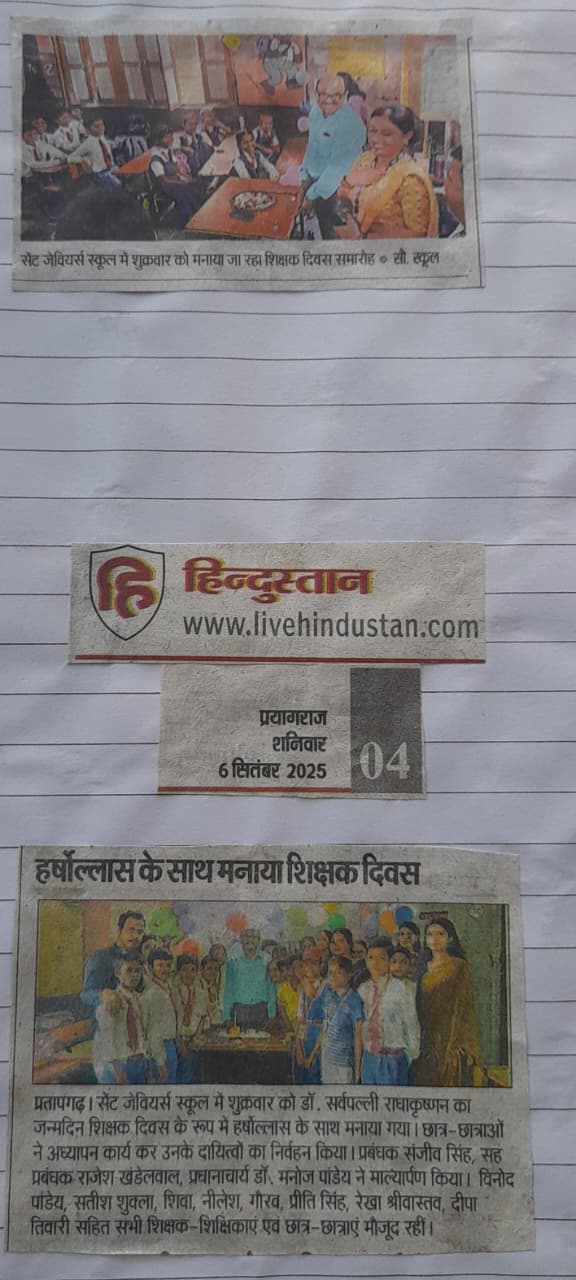 सेंट जेवियर्स स्कूल में शुक्रवार को मनाया जा रहा शिक्षक दिवस समारोह ● सौ. स्कूल
हि हिन्दुस्तान
www.livehindustan.com
प्रयागराज
शनिवार
6 सितंबर 2025
04
हर्षोल्लास के साथ मनाया शिक्षक दिवस
प्रतापगढ़। सेंट जेवियर्स स्कूल में शुक्रवार को डॉ. सर्वपल्ली राधाकृष्णन का
जन्मदिन शिक्षक दिवस के रूप में हर्षोल्लास के साथ मनाया गया। छात्र-छात्राओं
ने अध्यापन कार्य कर उनके दायित्वों का निर्वहन किया। प्रबंधक संजीव सिंह, सह
प्रबंधक राजेश खंडेलवाल, प्रधानाचार्य डॉ. मनोज पांडेय ने माल्यार्पण किया। विनोद
पांडेय, सतीश शुक्ला, शिवा, नीलेश, गौरव, प्रीति सिंह, रेखा श्रीवास्तव, दीपा
तिवारी सहित सभी शिक्षक-शिक्षिकाएं एवं छात्र-छात्राएं मौजूद रहीं।